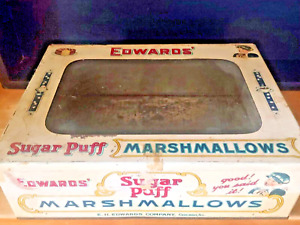 EDWARDS'
Sugar Puff MARSHMALLOWS
EDWARDS'
Sugar
Puff
good!
you said
it!
MARSHMALLOWS
E. H. EDWARDS COMPANY